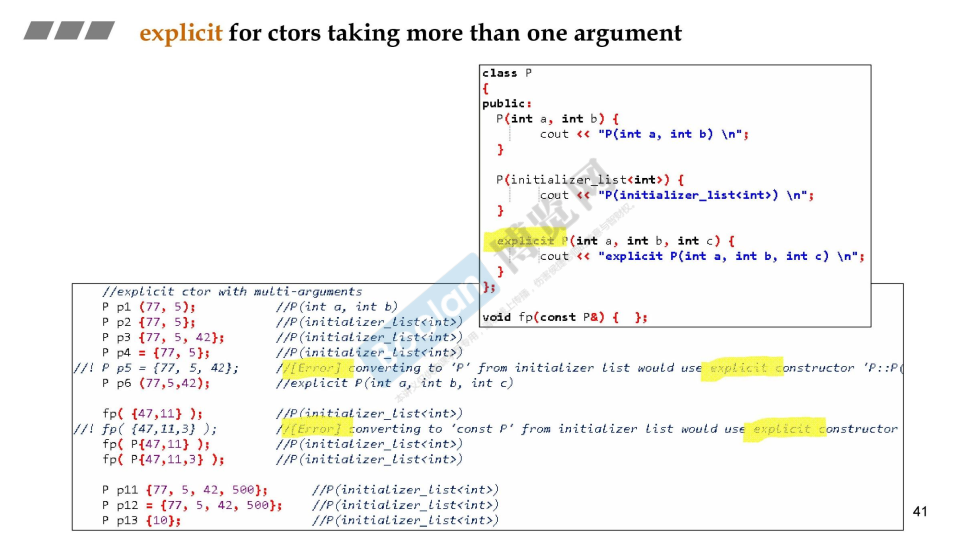 explicit for ctors taking more than one argument
class P
{
public:
P(int a, int b) {
cout << "P(int a, int b) \n";
}
P(initializer_list<int>) {
cout << "P(initializer_list<int>) \n";
}
explicit P(int a, int b, int c) {
cout << "explicit P(int a, int b, int c) \n";
}
};
void fp(const P&) { };
//explicit ctor with multi-arguments
P p1 (77, 5); //P(int a, int b)
P p2 {77, 5}; //P(initializer_list<int>)
P p3 {77, 5, 42}; //P(initializer_list<int>)
P p4 = {77, 5}; //P(initializer_list<int>)
//! P p5 = {77, 5, 42}; //[Error] converting to 'P' from initializer list would use explicit constructor 'P::P(
P p6 (77,5,42); //explicit P(int a, int b, int c)
fp( {47,11} ); //P(initializer_list<int>)
//! fp( {47,11,3} ); //[Error] converting to 'const P' from initializer list would use explicit constructor
fp( P{47,11} ); //P(initializer_list<int>)
fp( P{47,11,3} ); //P(initializer_list<int>)
P p11 {77, 5, 42, 500}; //P(initializer_list<int>)
P p12 = {77, 5, 42, 500}; //P(initializer_list<int>)
P p13 {10}; //P(initializer_list<int>)
Boolan
博览网
41